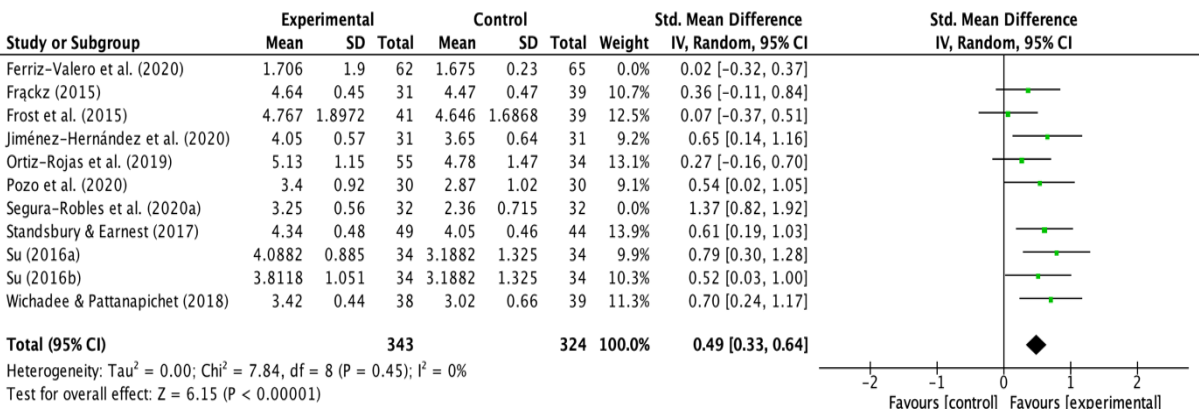 Experimental Control Std. Mean Difference Std. Mean Difference
Study or Subgroup Mean SD Total Mean SD Total Weight IV, Random, 95% CI IV, Random, 95% CI
Ferriz-Valero et al. (2020) 1.706 1.9 62 1.675 0.23 65 0.0% 0.02 [-0.32, 0.37]
Frąckz (2015) 4.64 0.45 31 4.47 0.47 39 10.7% 0.36 [-0.11, 0.84]
Frost et al. (2015) 4.767 1.8972 41 4.646 1.6868 39 12.5% 0.07 [-0.37, 0.51]
Jiménez-Hernández et al. (2020) 4.05 0.57 31 3.65 0.64 31 9.2% 0.65 [0.14, 1.16]
Ortiz-Rojas et al. (2019) 5.13 1.15 55 4.78 1.47 34 13.1% 0.27 [-0.16, 0.70]
Pozo et al. (2020) 3.4 0.92 30 2.87 1.02 30 9.1% 0.54 [0.02, 1.05]
Segura-Robles et al. (2020a) 3.25 0.56 32 2.36 0.715 32 0.0% 1.37 [0.82, 1.92]
Standsbury & Earnest (2017) 4.34 0.48 49 4.05 0.46 44 13.9% 0.61 [0.19, 1.03]
Su (2016a) 4.0882 0.885 34 3.1882 1.325 34 9.9% 0.79 [0.30, 1.28]
Su (2016b) 3.8118 1.051 34 3.1882 1.325 34 10.3% 0.52 [0.03, 1.00]
Wichadee & Pattanapichet (2018) 3.42 0.44 38 3.02 0.66 39 11.3% 0.70 [0.24, 1.17]
Total (95% CI) 343 324 100.0% 0.49 [0.33, 0.64]
Heterogeneity: Tau² = 0.00; Chi² = 7.84, df = 8 (P = 0.45); I² = 0%
Test for overall effect: Z = 6.15 (P < 0.00001)
-2 -1 0 1 2
Favours [control] Favours [experimental]